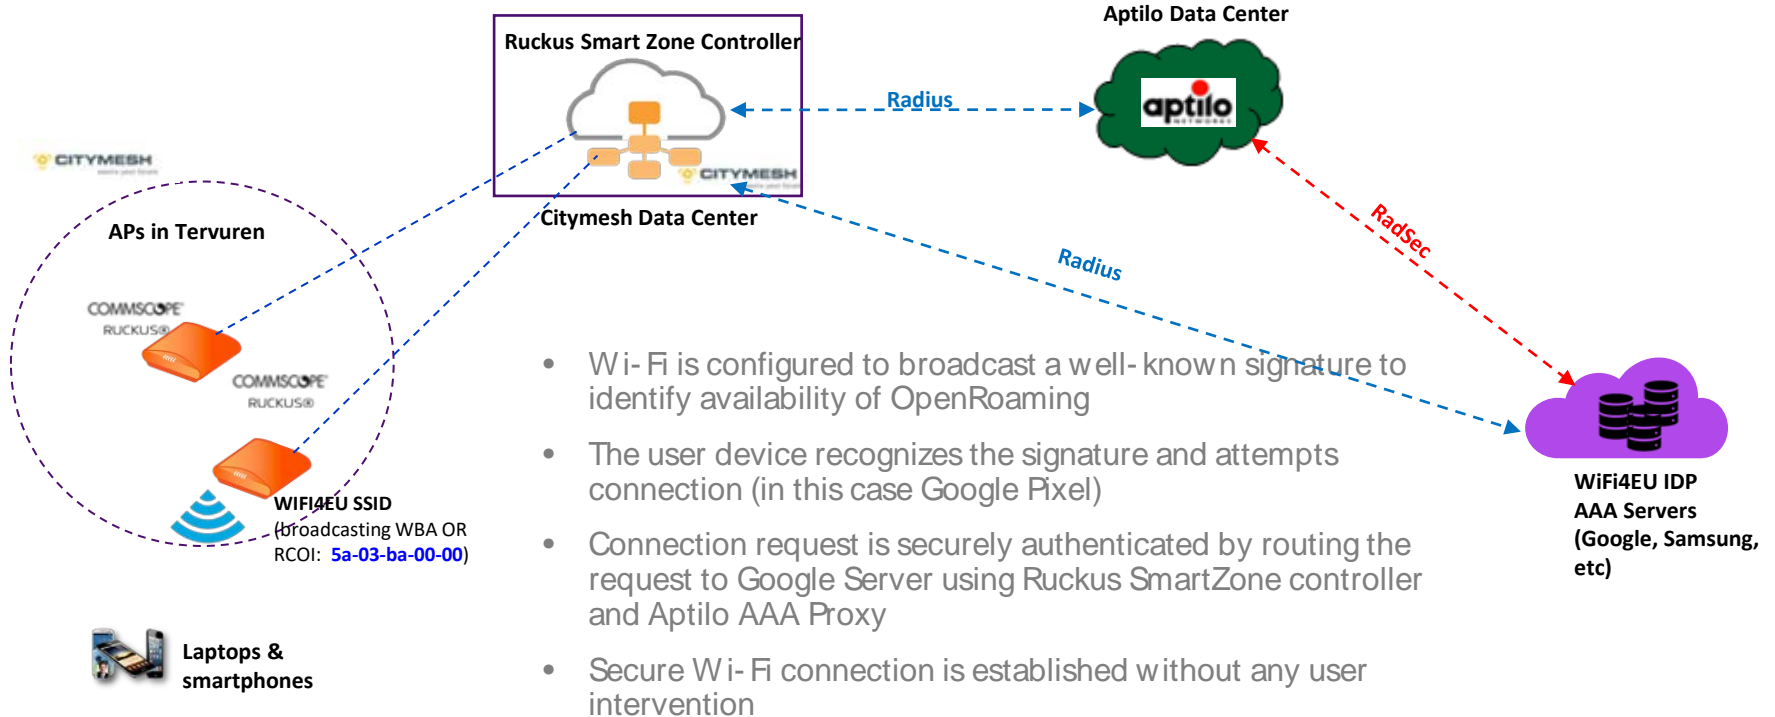 Aptilo Data Center
Ruckus Smart Zone Controller
Radius
aptilo
NETWORKS
CITYMESH
CITYMESH
Citymesh Data Center
APs in Tervuren
RadSec
Radius
COMMSCOPE
RUCKUS®
COMMSCOPE
RUCKUS®
WIFI4EU SSID
(broadcasting WBA OR
RCOI: 5a-03-ba-00-00)
Laptops &
smartphones
• Wi-Fi is configured to broadcast a well-known signature to
identify availability of OpenRoaming
• The user device recognizes the signature and attempts
connection (in this case Google Pixel)
• Connection request is securely authenticated by routing the
request to Google Server using Ruckus SmartZone controller
and Aptilo AAA Proxy
• Secure Wi-Fi connection is established without any user
intervention
WiFi4EU IDP
AAA Servers
(Google, Samsung,
etc)